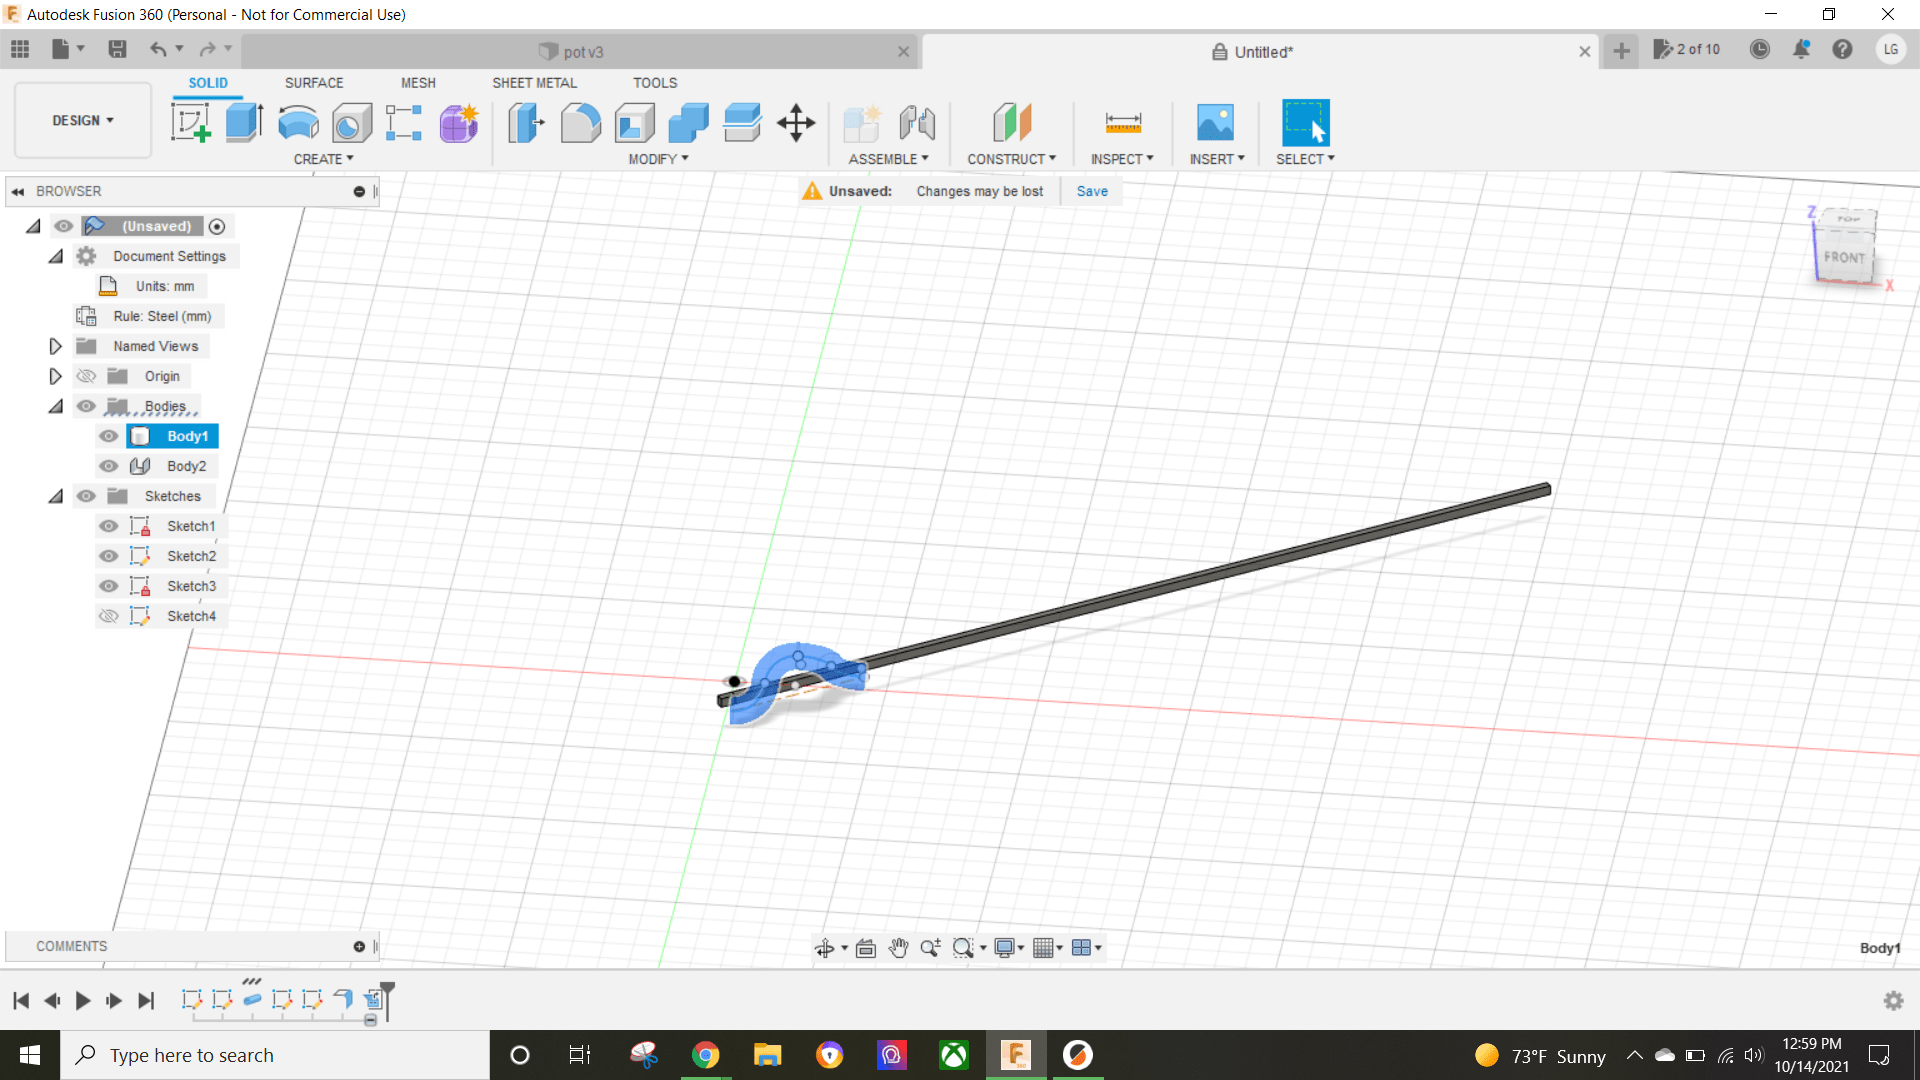 Autodesk Fusion 360 (Personal - Not for Commercial Use)
pot v3
Untitled*
2 of 10
LG
DESIGN
SOLID
SURFACE
MESH
SHEET METAL
TOOLS
CREATE
MODIFY
ASSEMBLE
CONSTRUCT
INSPECT
INSERT
SELECT
BROWSER
Unsaved: Changes may be lost
Save
(Unsaved)
Document Settings
Units: mm
Rule: Steel (mm)
Named Views
Origin
Bodies
Body1
Body2
Sketches
Sketch1
Sketch2
Sketch3
Sketch4
Z
TOP
FRONT
X
COMMENTS
Body1
Type here to search
73°F Sunny
12:59 PM
10/14/2021